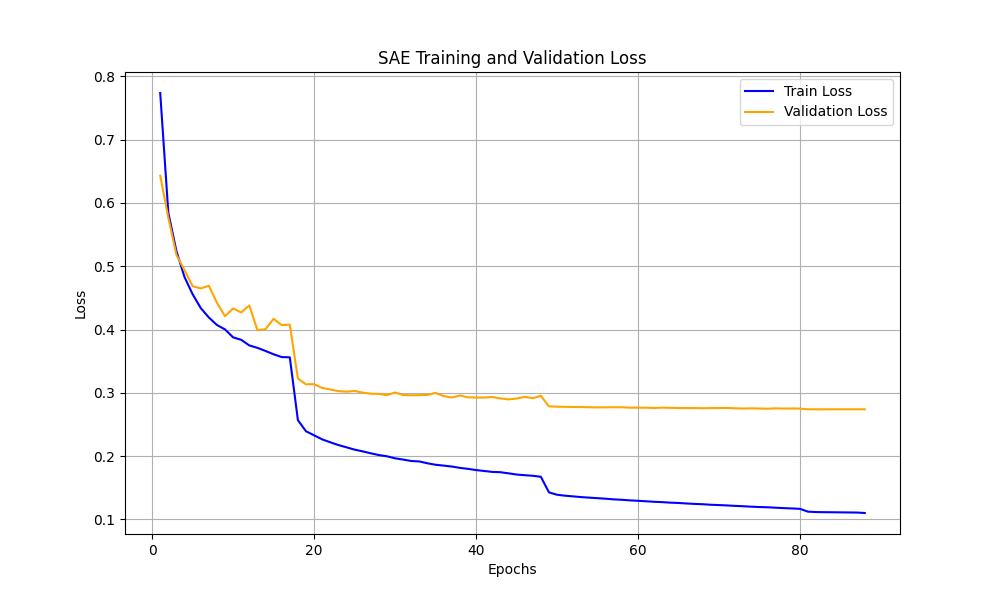 SAE Training and Validation Loss
Train Loss
Validation Loss
0.8
0.7
0.6
0.5
0.4
0.3
0.2
0.1
Loss
0 20 40 60 80
Epochs